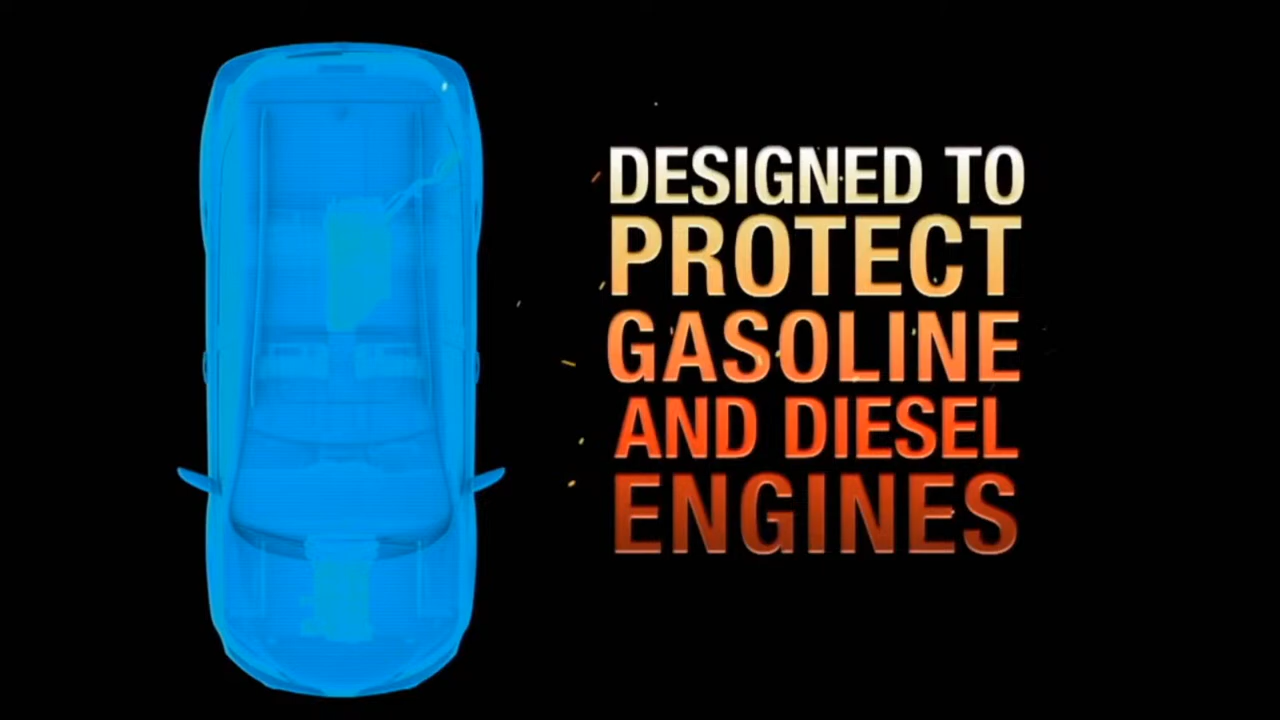 DESIGNED TO
PROTECT
GASOLINE
AND DIESEL
ENGINES